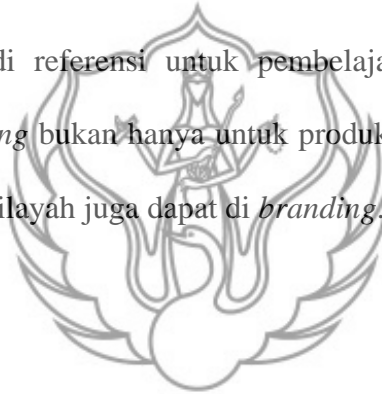 di referensi untuk pembelaja
ng bukan hanya untuk produk
ilayah juga dapat di branding.